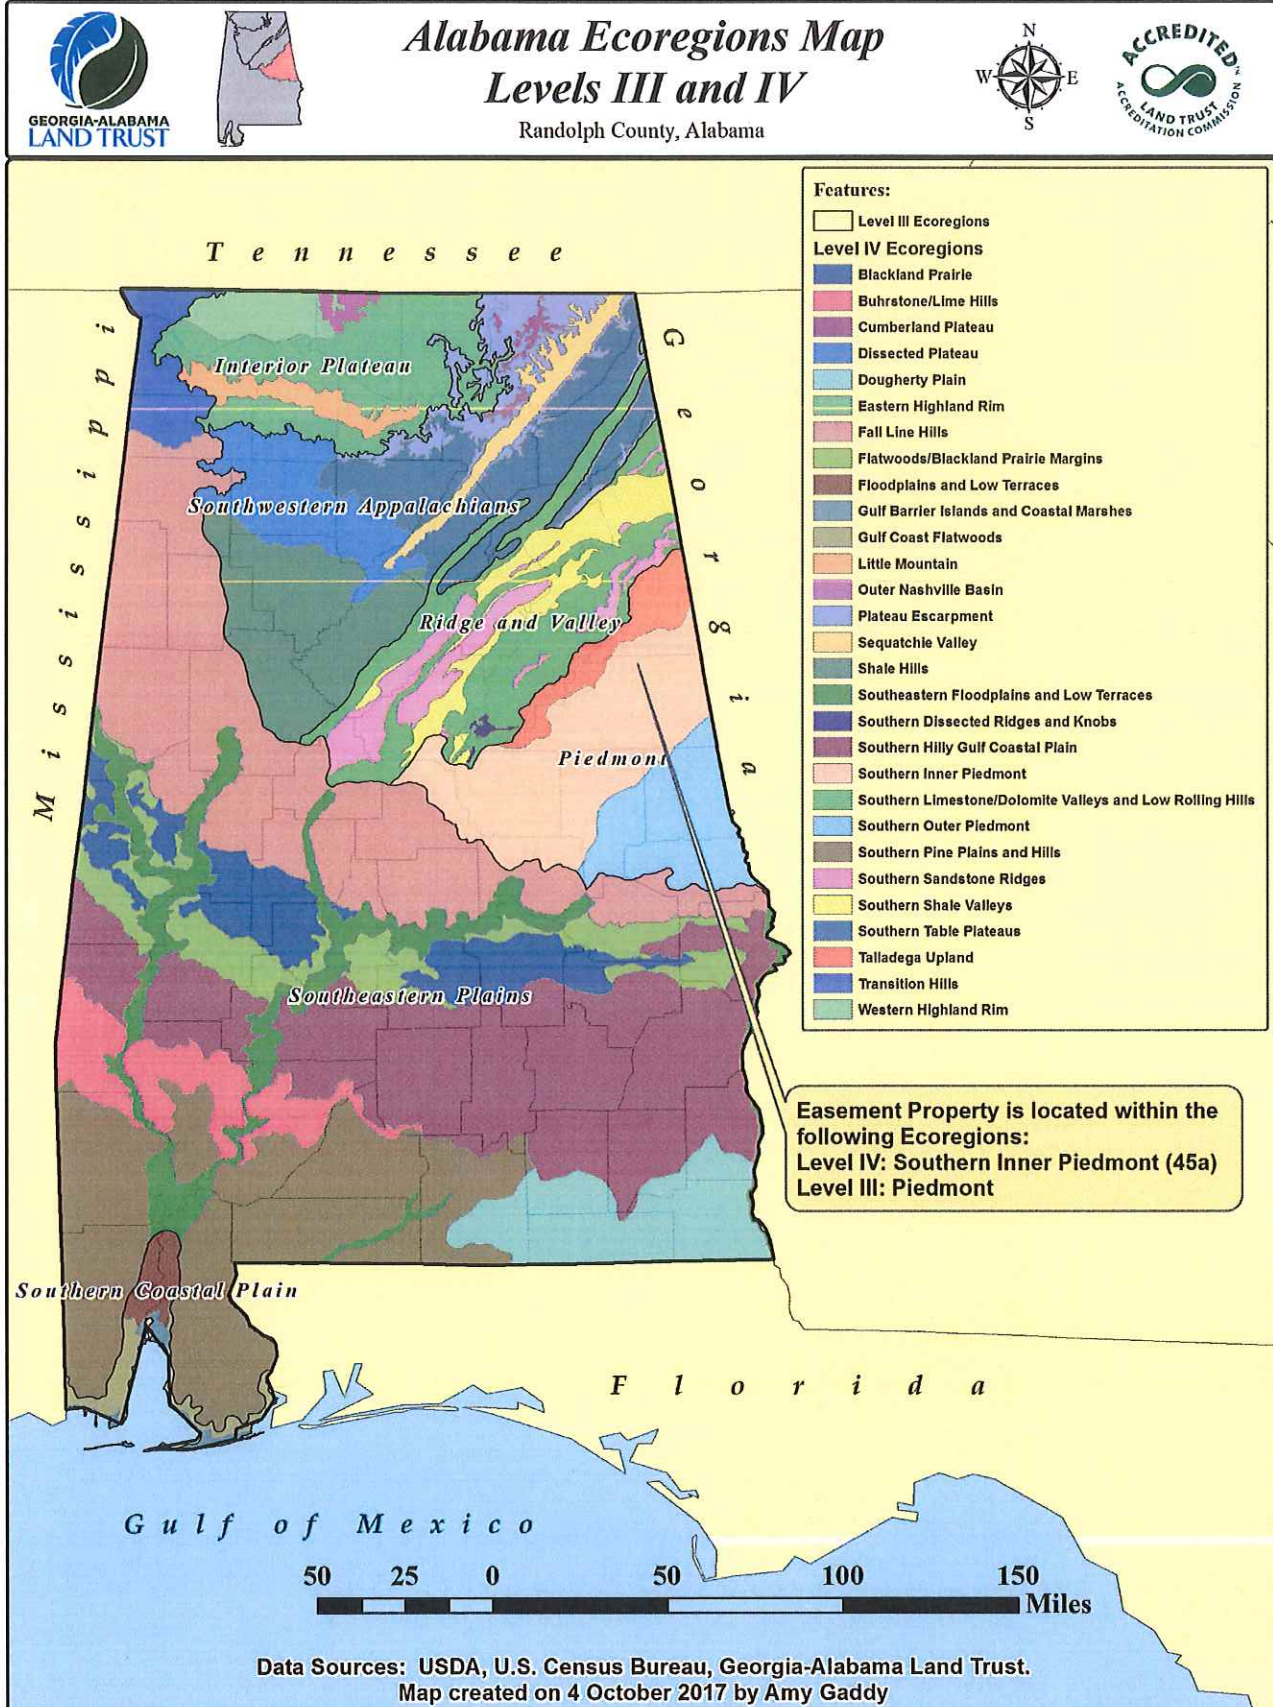 GEORGIA-ALABAMA
LAND TRUST
Alabama Ecoregions Map
Levels III and IV
Randolph County, Alabama
N
W E
S
ACCREDITED
LAND TRUST
ACCREDITATION COMMISSION
Features:
Level III Ecoregions
Level IV Ecoregions
Blackland Prairie
Buhrstone/Lime Hills
Cumberland Plateau
Dissected Plateau
Dougherty Plain
Eastern Highland Rim
Fall Line Hills
Flatwoods/Blackland Prairie Margins
Floodplains and Low Terraces
Gulf Barrier Islands and Coastal Marshes
Gulf Coast Flatwoods
Little Mountain
Outer Nashville Basin
Plateau Escarpment
Sequatchie Valley
Shale Hills
Southeastern Floodplains and Low Terraces
Southern Dissected Ridges and Knobs
Southern Hilly Gulf Coastal Plain
Southern Inner Piedmont
Southern Limestone/Dolomite Valleys and Low Rolling Hills
Southern Outer Piedmont
Southern Pine Plains and Hills
Southern Sandstone Ridges
Southern Shale Valleys
Southern Table Plateaus
Talladega Upland
Transition Hills
Western Highland Rim
Tennessee
Mississippi
Georgia
Interior Plateau
Southwestern Appalachians
Ridge and Valley
Piedmont
Southeastern Plains
Easement Property is located within the
following Ecoregions:
Level IV: Southern Inner Piedmont (45a)
Level III: Piedmont
Southern Coastal Plain
Florida
Gulf of Mexico
50 25 0 50 100 150
Miles
Data Sources: USDA, U.S. Census Bureau, Georgia-Alabama Land Trust.
Map created on 4 October 2017 by Amy Gaddy